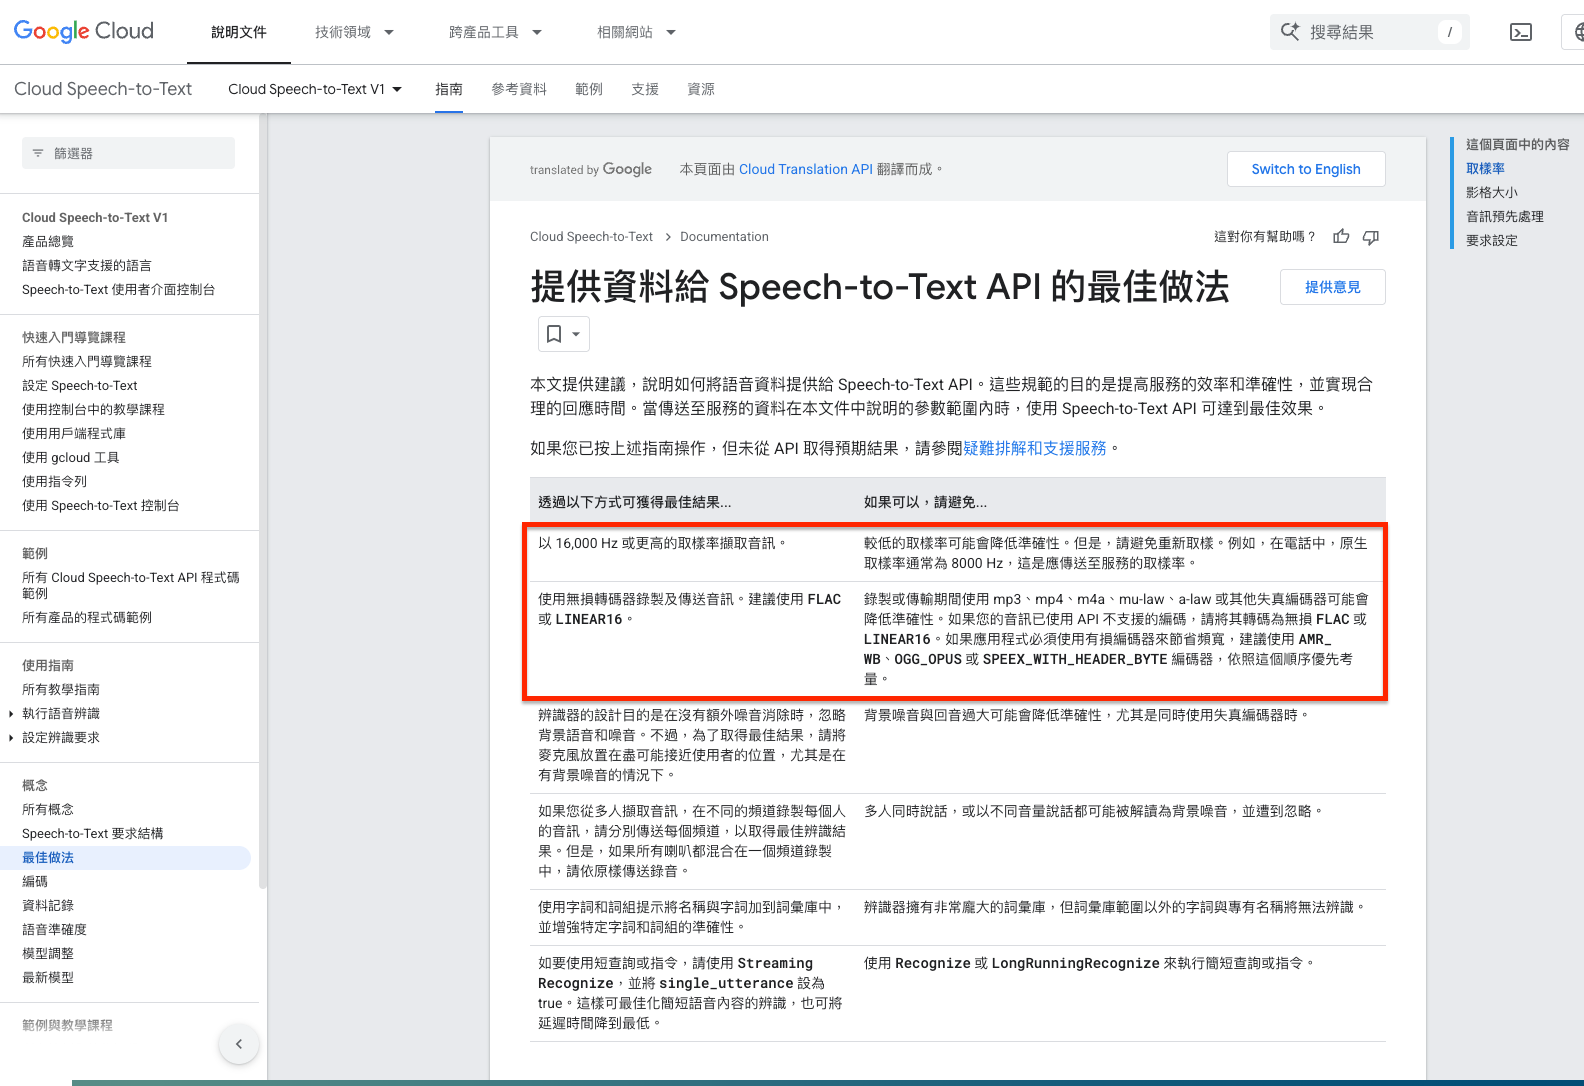 Google Cloud
說明文件
技術領域
跨產品工具
相關網站
搜尋結果
/
Cloud Speech-to-Text
Cloud Speech-to-Text V1
指南
參考資料
範例
支援
資源
篩選器
Cloud Speech-to-Text V1
產品總覽
語音轉文字支援的語言
Speech-to-Text 使用者介面控制台
快速入門導覽課程
所有快速入門導覽課程
設定 Speech-to-Text
使用控制台中的教學課程
使用用戶端程式庫
使用 gcloud 工具
使用指令列
使用 Speech-to-Text 控制台
範例
所有 Cloud Speech-to-Text API 程式碼
範例
所有產品的程式碼範例
使用指南
所有教學指南
執行語音辨識
設定辨識要求
概念
所有概念
Speech-to-Text 要求結構
最佳做法
編碼
資料記錄
語音準確度
模型調整
最新模型
範例與教學課程
translated by Google
本頁面由 Cloud Translation API 翻譯而成。
Switch to English
Cloud Speech-to-Text
Documentation
這對你有幫助嗎？
提供資料給 Speech-to-Text API 的最佳做法
提供意見
本文提供建議，說明如何將語音資料提供給 Speech-to-Text API。這些規範的目的是提高服務的效率和準確性，並實現合
理的回應時間。當傳送至服務的資料在本文件中說明的參數範圍內時，使用 Speech-to-Text API 可達到最佳效果。
如果您已按上述指南操作，但未從 API 取得預期結果，請參閱疑難排解和支援服務。
透過以下方式可獲得最佳結果...
如果可以，請避免...
以 16,000 Hz 或更高的取樣率擷取音訊。
較低的取樣率可能會降低準確性。但是，請避免重新取樣。例如，在電話中，原生
取樣率通常為 8000 Hz，這是應傳送至服務的取樣率。
使用無損轉碼器錄製及傳送音訊。建議使用 FLAC
或 LINEAR16。
錄製或傳輸期間使用 mp3、mp4、m4a、mu-law、a-law 或其他失真編碼器可能會
降低準確性。如果您的音訊已使用 API 不支援的編碼，請將其轉碼為無損 FLAC 或
LINEAR16。如果應用程式必須使用有損編碼器來節省頻寬，建議使用 AMR_
WB、OGG_OPUS 或 SPEEX_WITH_HEADER_BYTE 編碼器，依照這個順序優先考
量。
辨識器的設計目的是在沒有額外噪音消除時，忽略
背景語音和噪音。不過，為了取得最佳結果，請將
麥克風放置在盡可能接近使用者的位置，尤其是在
有背景噪音的情況下。
背景噪音與回音過大可能會降低準確性，尤其是同時使用失真編碼器時。
如果您從多人擷取音訊，在不同的頻道錄製每個人
的音訊，請分別傳送每個頻道，以取得最佳辨識結
果。但是，如果所有喇叭都混合在一個頻道錄製
中，請依原樣傳送錄音。
多人同時說話，或以不同音量說話都可能被解讀為背景噪音，並遭到忽略。
使用字詞和詞組提示將名稱與字詞加到詞彙庫中，
並增強特定字詞和詞組的準確性。
辨識器擁有非常龐大的詞彙庫，但詞彙庫範圍以外的字詞與專有名稱將無法辨識。
如要使用短查詢或指令，請使用 Streaming
Recognize，並將 single_utterance 設為
true。這樣可最佳化簡短語音內容的辨識，也可將
延遲時間降到最低。
使用 Recognize 或 LongRunningRecognize 來執行簡短查詢或指令。
這個頁面中的內容
取樣率
影格大小
音訊預先處理
要求設定